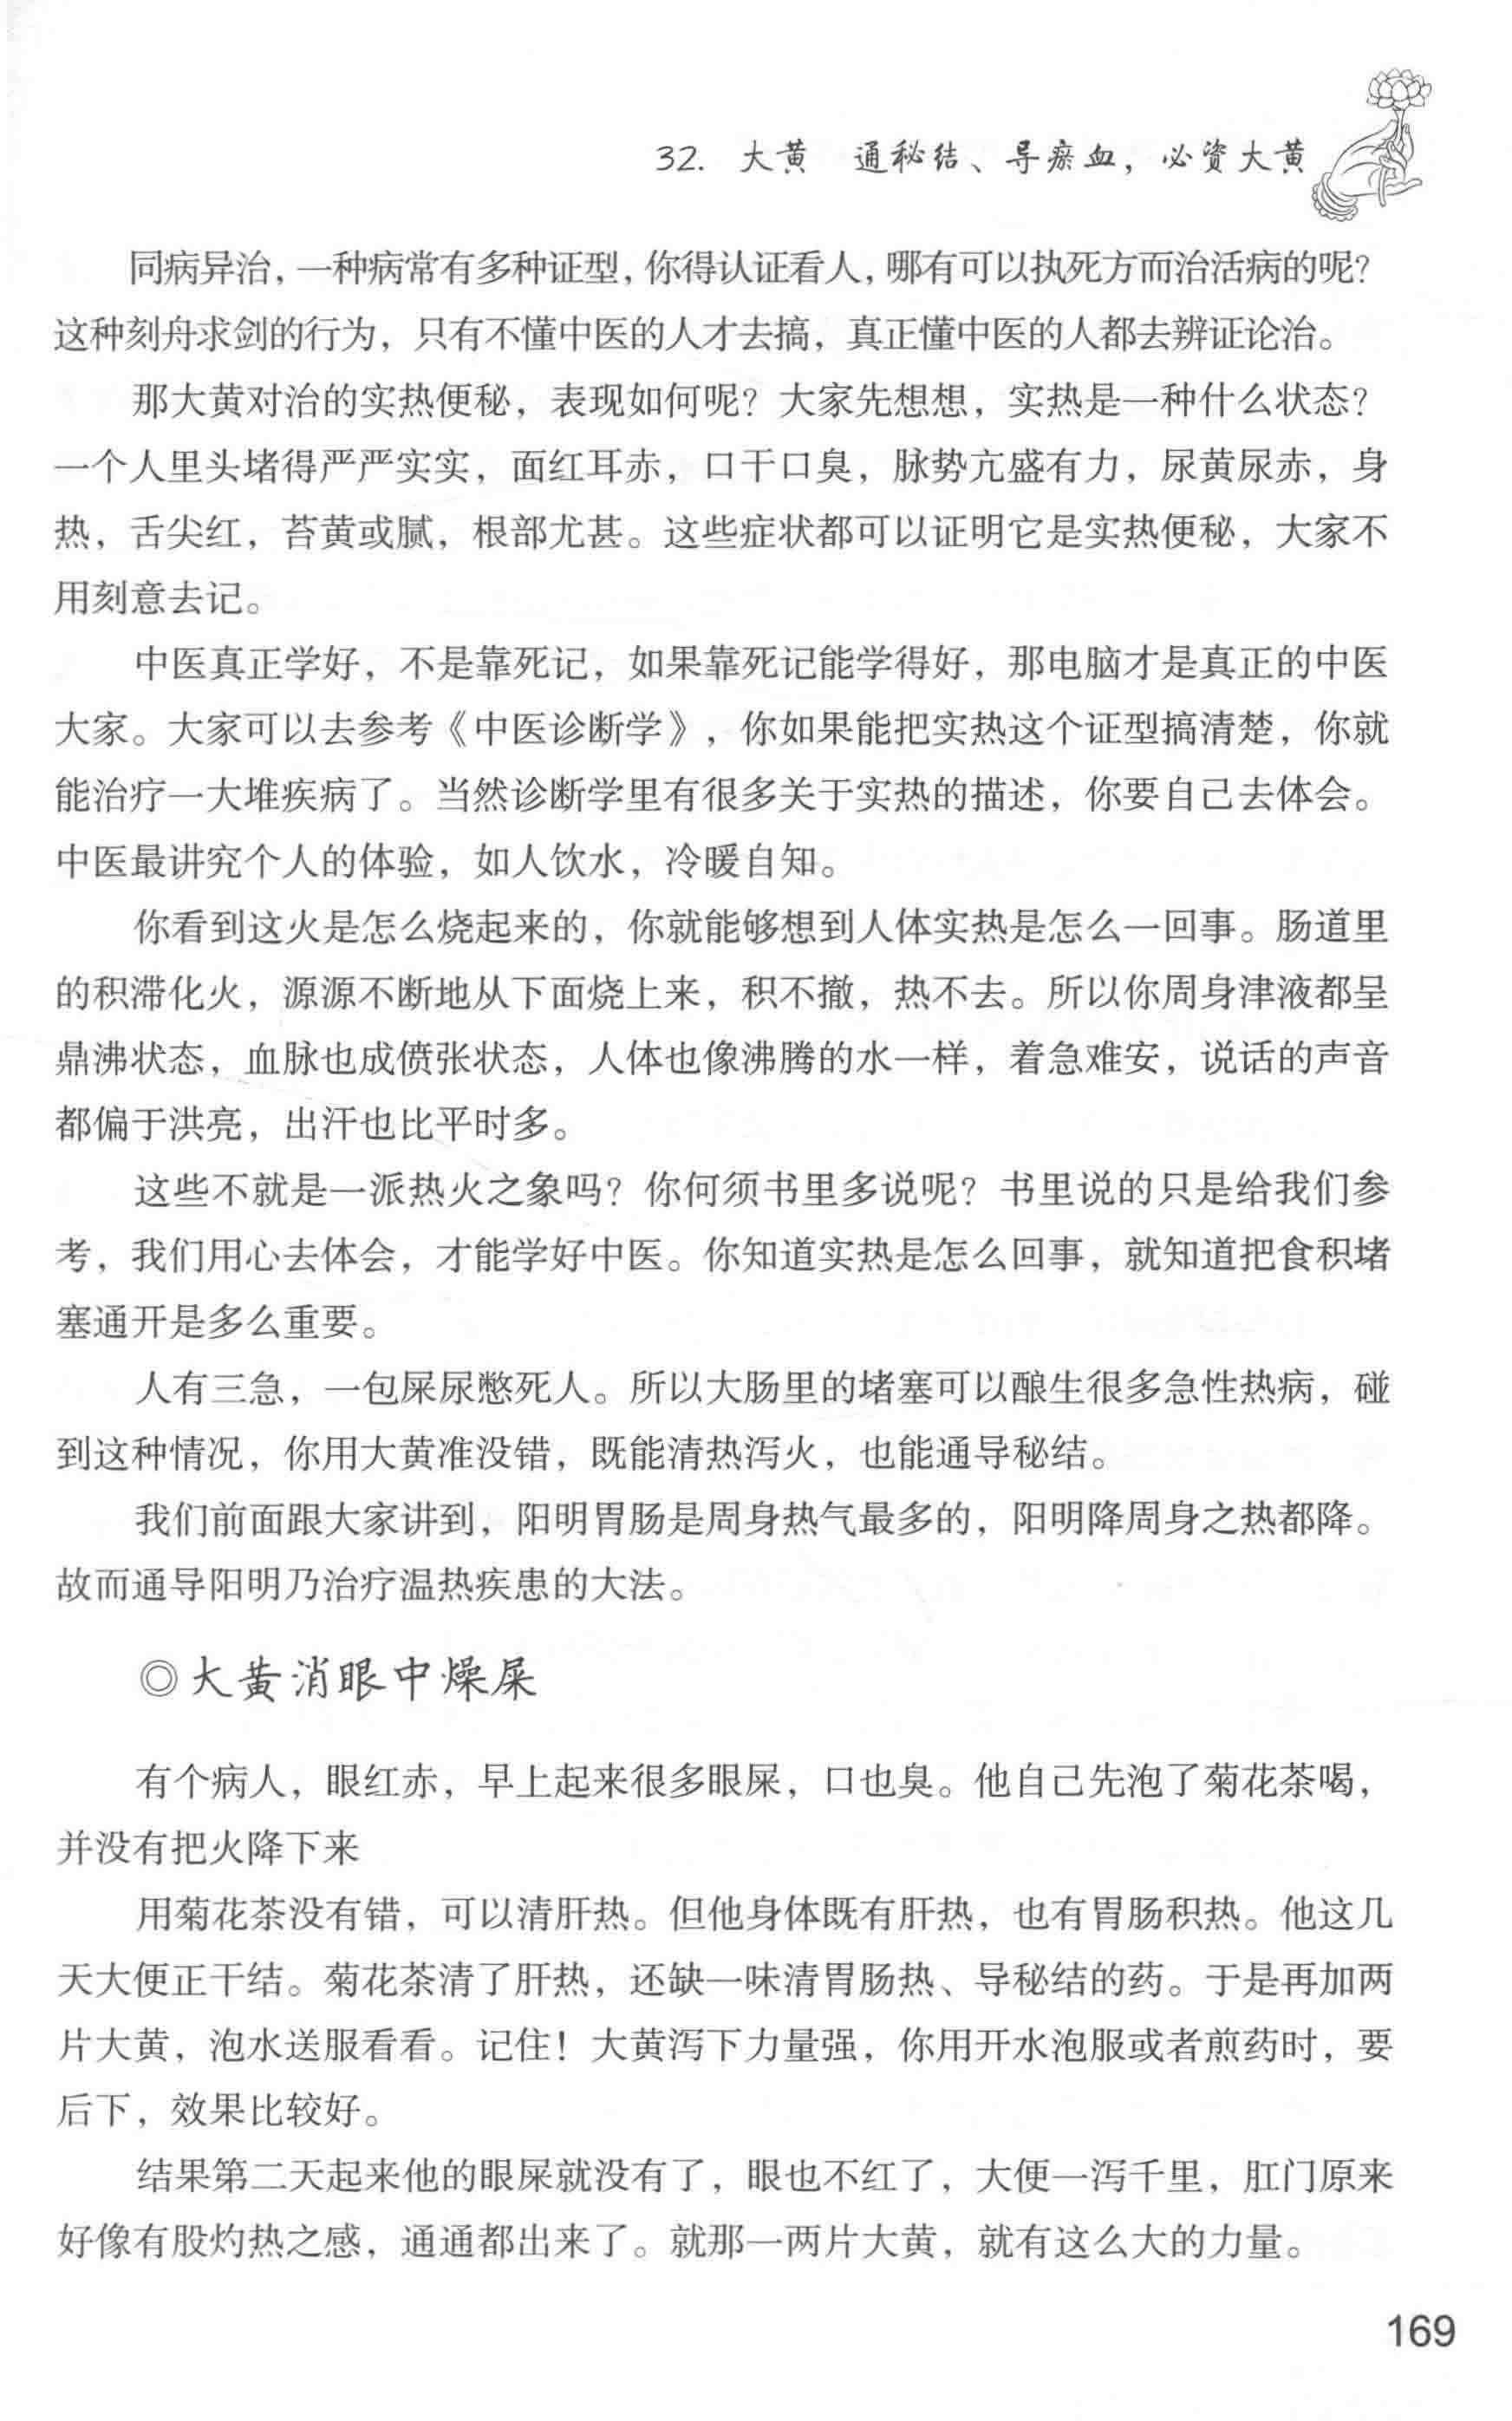 32. 大黄　通秘结、导瘀血，必资大黄
同病异治，一种病常有多种证型，你得认证看人，哪有可以执死方而治活病的呢？
这种刻舟求剑的行为，只有不懂中医的人才去搞，真正懂中医的人都去辨证论治。
那大黄对治的实热便秘，表现如何呢？大家先想想，实热是一种什么状态？
一个人里头堵得严严实实，面红耳赤，口干口臭，脉势亢盛有力，尿黄尿赤，身
热，舌尖红，苔黄或腻，根部尤甚。这些症状都可以证明它是实热便秘，大家不
用刻意去记。
中医真正学好，不是靠死记，如果靠死记能学得好，那电脑才是真正的中医
大家。大家可以去参考《中医诊断学》，你如果能把实热这个证型搞清楚，你就
能治疗一大堆疾病了。当然诊断学里有很多关于实热的描述，你要自己去体会。
中医最讲究个人的体验，如人饮水，冷暖自知。
你看到这火是怎么烧起来的，你就能够想到人体实热是怎么一回事。肠道里
的积滞化火，源源不断地从下面烧上来，积不撤，热不去。所以你周身津液都呈
鼎沸状态，血脉也成偾张状态，人体也像沸腾的水一样，着急难安，说话的声音
都偏于洪亮，出汗也比平时多。
这些不就是一派热火之象吗？你何须书里多说呢？书里说的只是给我们参
考，我们用心去体会，才能学好中医。你知道实热是怎么回事，就知道把食积堵
塞通开是多么重要。
人有三急，一包屎尿憋死人。所以大肠里的堵塞可以酿生很多急性热病，碰
到这种情况，你用大黄准没错，既能清热泻火，也能通导秘结。
我们前面跟大家讲到，阳明胃肠是周身热气最多的，阳明降周身之热都降。
故而通导阳明乃治疗温热疾患的大法。
◎大黄消眼中燥屎
有个病人，眼红赤，早上起来很多眼屎，口也臭。他自己先泡了菊花茶喝，
并没有把火降下来
用菊花茶没有错，可以清肝热。但他身体既有肝热，也有胃肠积热。他这几
天大便正干结。菊花茶清了肝热，还缺一味清胃肠热、导秘结的药。于是再加两
片大黄，泡水送服看看。记住！大黄泻下力量强，你用开水泡服或者煎药时，要
后下，效果比较好。
结果第二天起来他的眼屎就没有了，眼也不红了，大便一泻千里，肛门原来
好像有股灼热之感，通通都出来了。就那一两片大黄，就有这么大的力量。
169